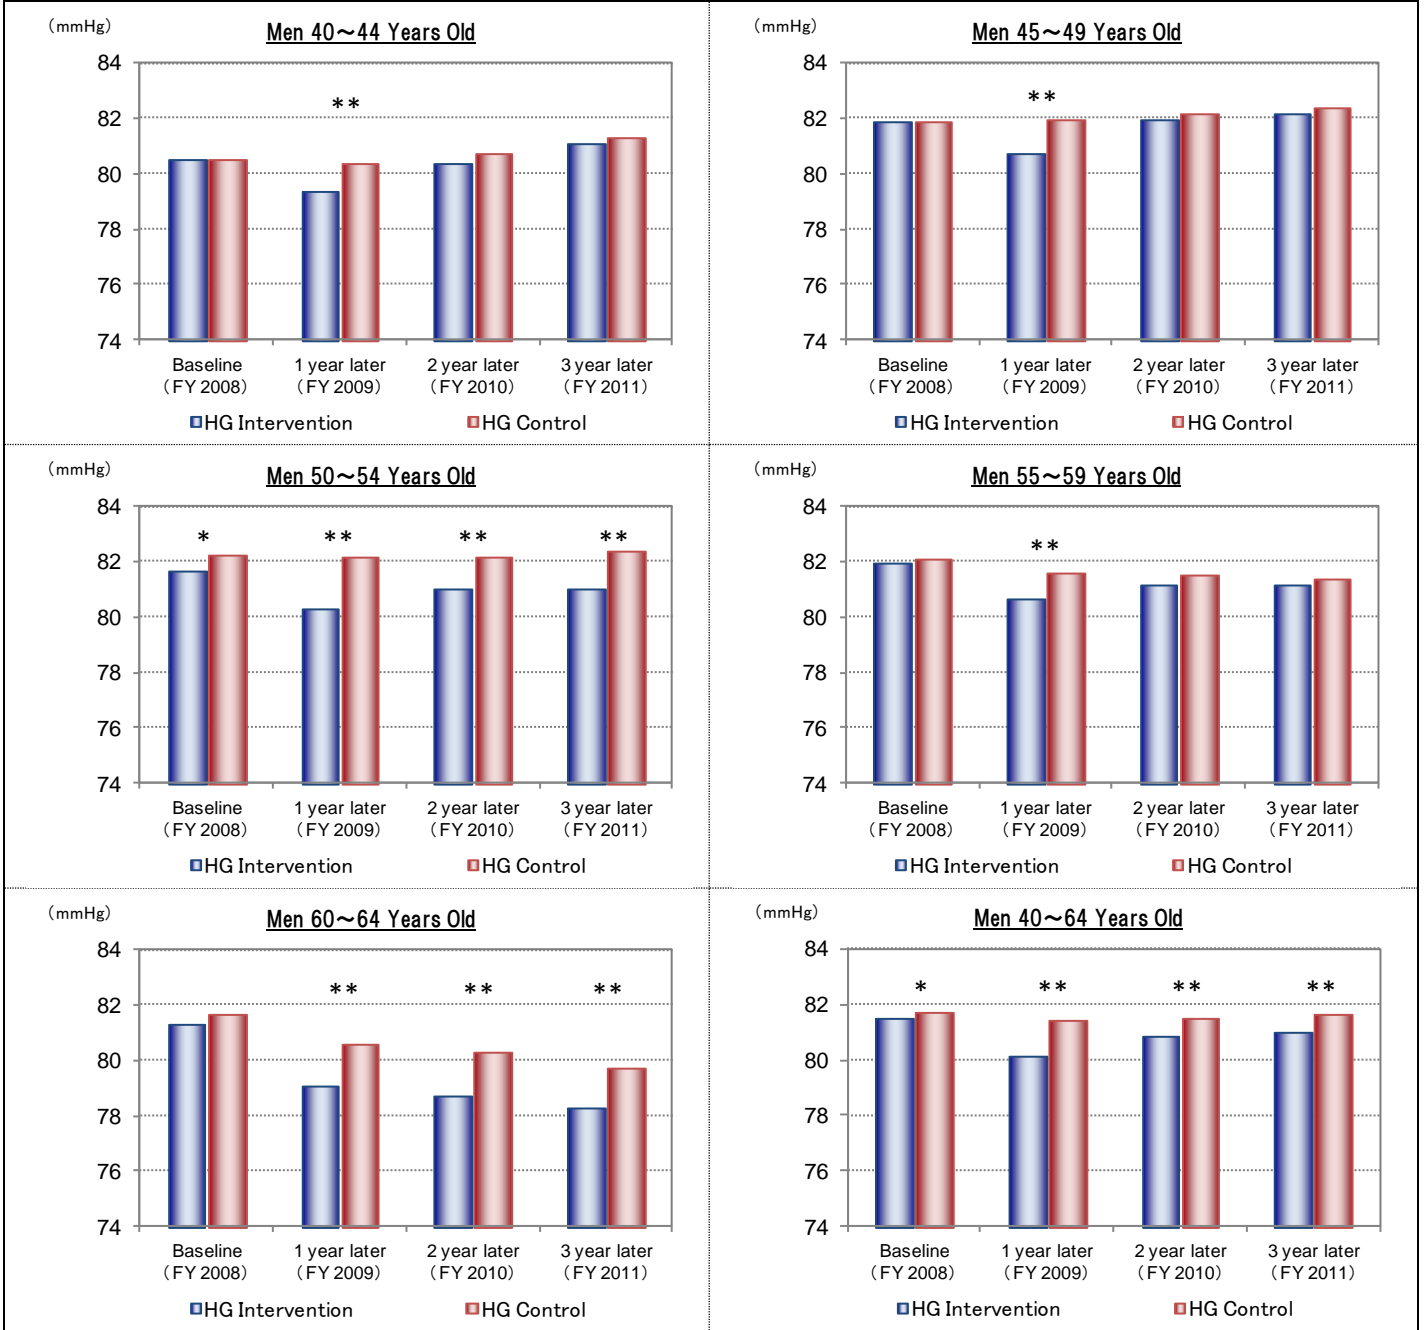 （mmHg）
Men 40～44 Years Old
84
82
80
78
76
74
**
Baseline
（FY 2008）
1 year later
（FY 2009）
2 year later
（FY 2010）
3 year later
（FY 2011）
HG Intervention
HG Control
（mmHg）
Men 45～49 Years Old
84
82
80
78
76
74
**
Baseline
（FY 2008）
1 year later
（FY 2009）
2 year later
（FY 2010）
3 year later
（FY 2011）
HG Intervention
HG Control
（mmHg）
Men 50～54 Years Old
84
82
80
78
76
74
*
**
**
**
Baseline
（FY 2008）
1 year later
（FY 2009）
2 year later
（FY 2010）
3 year later
（FY 2011）
HG Intervention
HG Control
（mmHg）
Men 55～59 Years Old
84
82
80
78
76
74
**
Baseline
（FY 2008）
1 year later
（FY 2009）
2 year later
（FY 2010）
3 year later
（FY 2011）
HG Intervention
HG Control
（mmHg）
Men 60～64 Years Old
84
82
80
78
76
74
**
**
**
Baseline
（FY 2008）
1 year later
（FY 2009）
2 year later
（FY 2010）
3 year later
（FY 2011）
HG Intervention
HG Control
（mmHg）
Men 40～64 Years Old
84
82
80
78
76
74
*
**
**
**
Baseline
（FY 2008）
1 year later
（FY 2009）
2 year later
（FY 2010）
3 year later
（FY 2011）
HG Intervention
HG Control